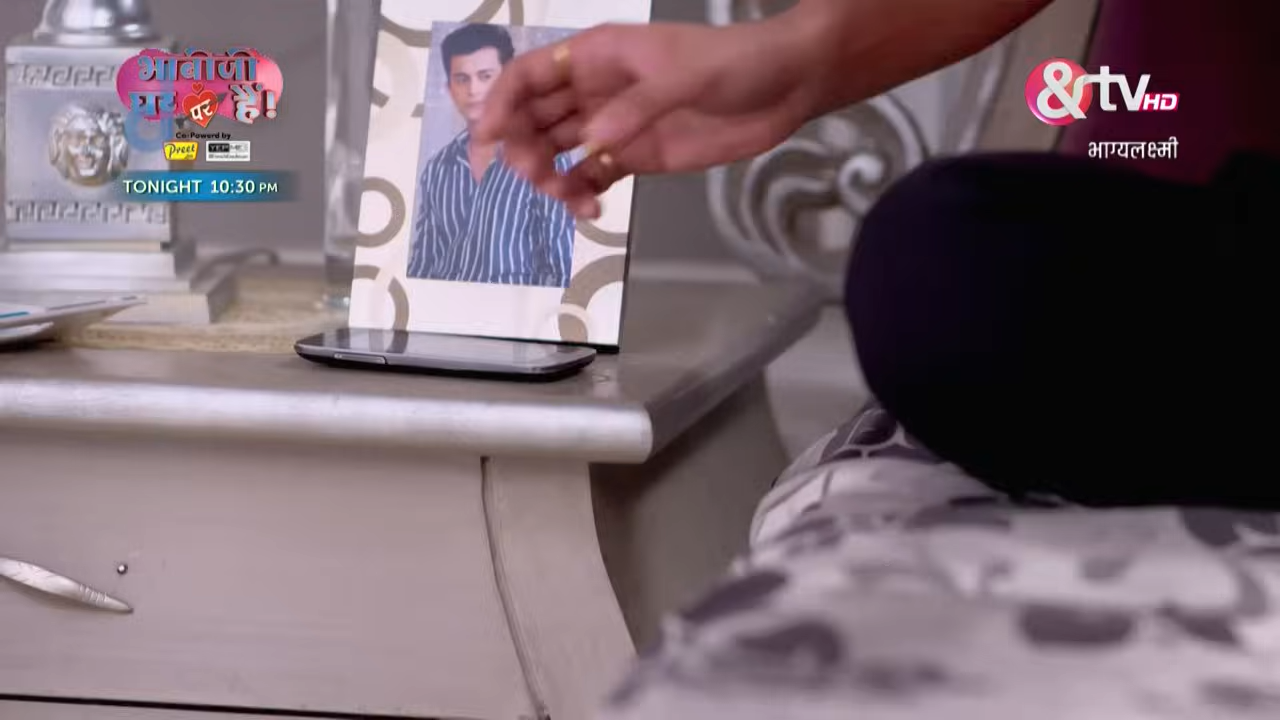 भाबीजी
घर पर हैं!
Co-Powered by
Preet
TONIGHT 10:30 PM
&tv HD
भाग्यलक्ष्मी